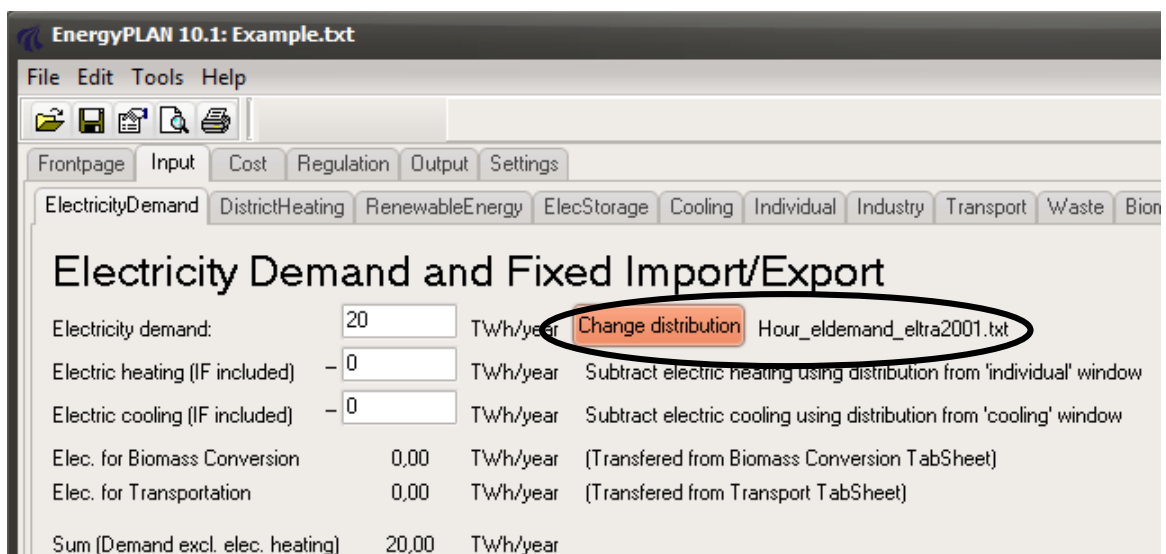 EnergyPLAN 10.1: Example.txt
File Edit Tools Help
Frontpage Input Cost Regulation Output Settings
ElectricityDemand DistrictHeating RenewableEnergy ElecStorage Cooling Individual Industry Transport Waste Bion
Electricity Demand and Fixed Import/Export
Electricity demand: 20 TWh/year Change distribution Hour_eldemand_eltra2001.txt
Electric heating (IF included) – 0 TWh/year Subtract electric heating using distribution from 'individual' window
Electric cooling (IF included) – 0 TWh/year Subtract electric cooling using distribution from 'cooling' window
Elec. for Biomass Conversion 0,00 TWh/year (Transfered from Biomass Conversion TabSheet)
Elec. for Transportation 0,00 TWh/year (Transfered from Transport TabSheet)
Sum (Demand excl. elec. heating) 20,00 TWh/year